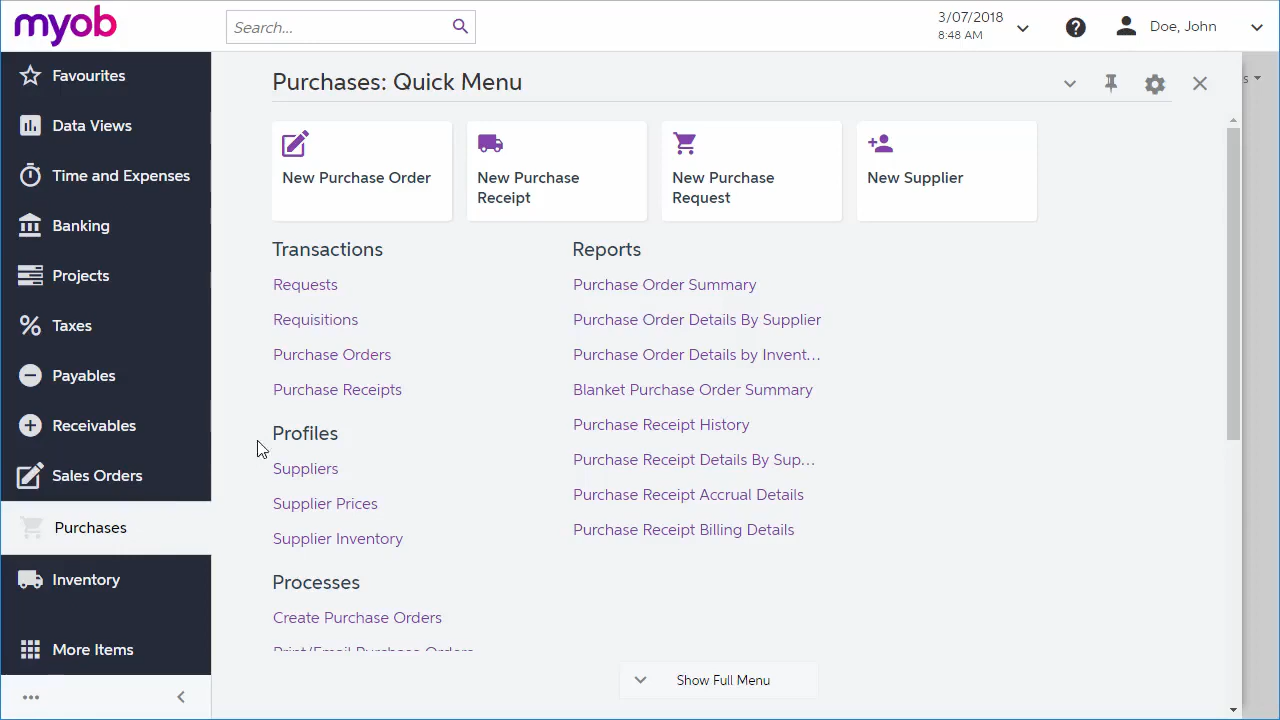 myob
Search...
3/07/2018
8:48 AM
Doe, John
Favourites
Data Views
Time and Expenses
Banking
Projects
Taxes
Payables
Receivables
Sales Orders
Purchases
Inventory
More Items
Purchases: Quick Menu
New Purchase Order
New Purchase
Receipt
New Purchase
Request
New Supplier
Transactions
Requests
Requisitions
Purchase Orders
Purchase Receipts
Profiles
Suppliers
Supplier Prices
Supplier Inventory
Processes
Create Purchase Orders
Print/Email Purchase Orders
Reports
Purchase Order Summary
Purchase Order Details By Supplier
Purchase Order Details by Invent...
Blanket Purchase Order Summary
Purchase Receipt History
Purchase Receipt Details By Sup...
Purchase Receipt Accrual Details
Purchase Receipt Billing Details
Show Full Menu